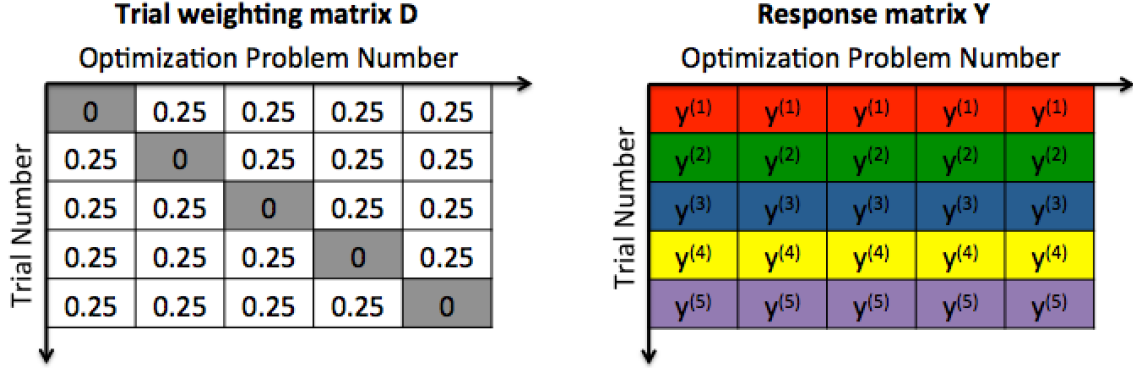 Trial weighting matrix D
Optimization Problem Number
Trial Number
0 0.25 0.25 0.25 0.25
0.25 0 0.25 0.25 0.25
0.25 0.25 0 0.25 0.25
0.25 0.25 0.25 0 0.25
0.25 0.25 0.25 0.25 0
Response matrix Y
Optimization Problem Number
Trial Number
y⁽¹⁾ y⁽¹⁾ y⁽¹⁾ y⁽¹⁾ y⁽¹⁾
y⁽²⁾ y⁽²⁾ y⁽²⁾ y⁽²⁾ y⁽²⁾
y⁽³⁾ y⁽³⁾ y⁽³⁾ y⁽³⁾ y⁽³⁾
y⁽⁴⁾ y⁽⁴⁾ y⁽⁴⁾ y⁽⁴⁾ y⁽⁴⁾
y⁽⁵⁾ y⁽⁵⁾ y⁽⁵⁾ y⁽⁵⁾ y⁽⁵⁾